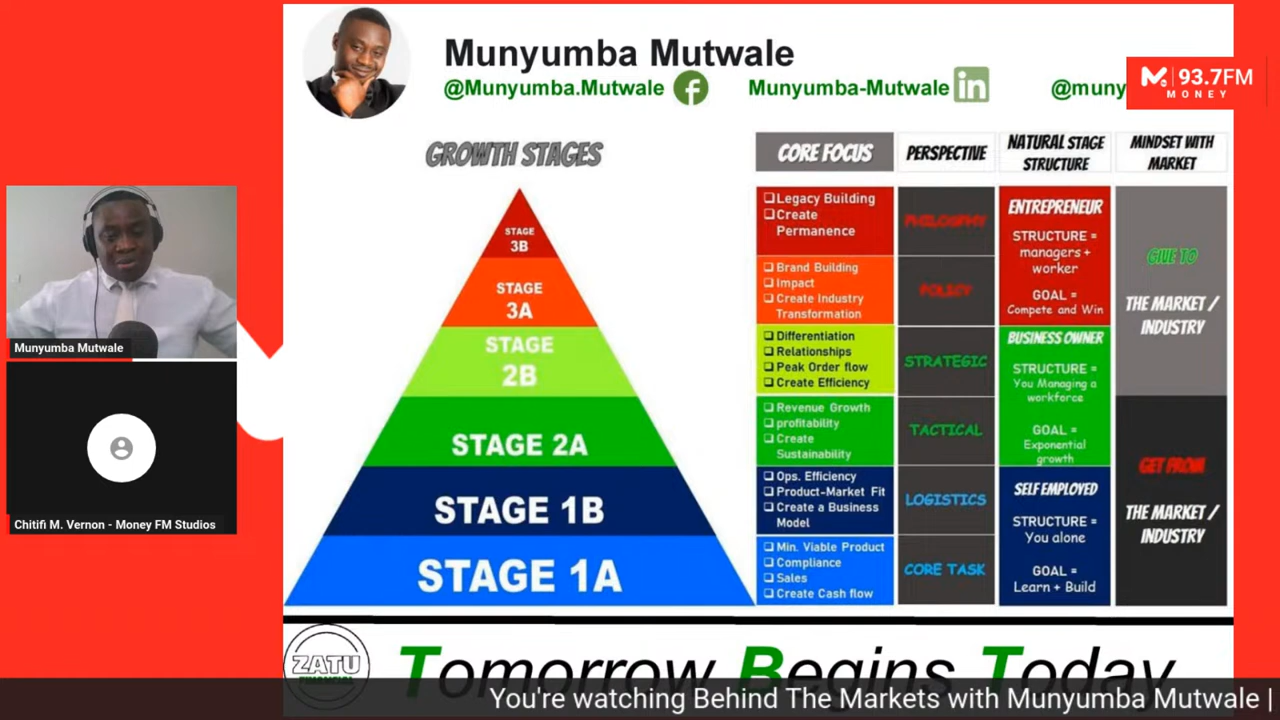 Munyumba Mutwale
@Munyumba.Mutwale
Munyumba-Mutwale
in
@muny
M 93.7FM
MONEY
GROWTH STAGES
STAGE
3B
STAGE
3A
STAGE
2B
STAGE 2A
STAGE 1B
STAGE 1A
CORE FOCUS
PERSPECTIVE
NATURAL STAGE
STRUCTURE
MINDSET WITH
MARKET
Legacy Building
Create
Permanence
Brand Building
Impact
Create Industry
Transformation
Differentiation
Relationships
Peak Order flow
Create Efficiency
Revenue Growth
profitability
Create
Sustainability
Ops. Efficiency
Product-Market Fit
Create a Business
Model
Min. Viable Product
Compliance
Sales
Create Cash flow
PHILOSOPHY
POLICY
STRATEGIC
TACTICAL
LOGISTICS
CORE TASK
ENTREPRENEUR
STRUCTURE =
managers +
worker
GOAL =
Compete and Win
BUSINESS OWNER
STRUCTURE =
You Managing a
workforce
GOAL =
Exponential
growth
SELF EMPLOYED
STRUCTURE =
You alone
GOAL =
Learn + Build
GIVE TO
THE MARKET /
INDUSTRY
GET FROM
THE MARKET /
INDUSTRY
Munyumba Mutwale
Chitifi M. Vernon - Money FM Studios
ZATU
FINANCIAL
Tomorrow Begins Today
You're watching Behind The Markets with Munyumba Mutwale |